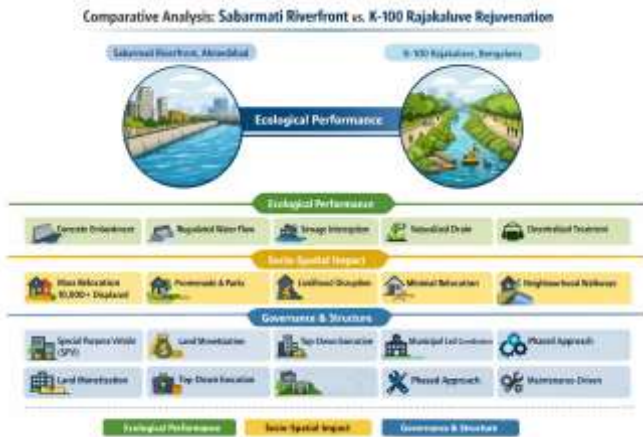 Comparative Analysis: Sabarmati Riverfront vs. K-100 Rajakaluve Rejuvenation
Sabarmati Riverfront, Ahmedabad
K-100 Rajakaluve, Bengaluru
Ecological Performance
Ecological Performance
Concrete Embankment
Regulated Water Flow
Sewage Interception
Naturalized Drain
Decentralized Treatment
Socio-Spatial Impact
Mass Relocation
10,000+ Displaced
Promenade & Parks
Livelihood Disruption
Minimal Relocation
Neighbourhood Walkways
Governance & Structure
Special Purpose Vehicle
(SPV)
Land Monetization
Top-Down Execution
Municipal Led
Phased Approach
Land Monetization
Top-Down Execution
Phased Approach
Maintenance-Driven
Ecological Performance
Socio-Spatial Impact
Governance & Structure